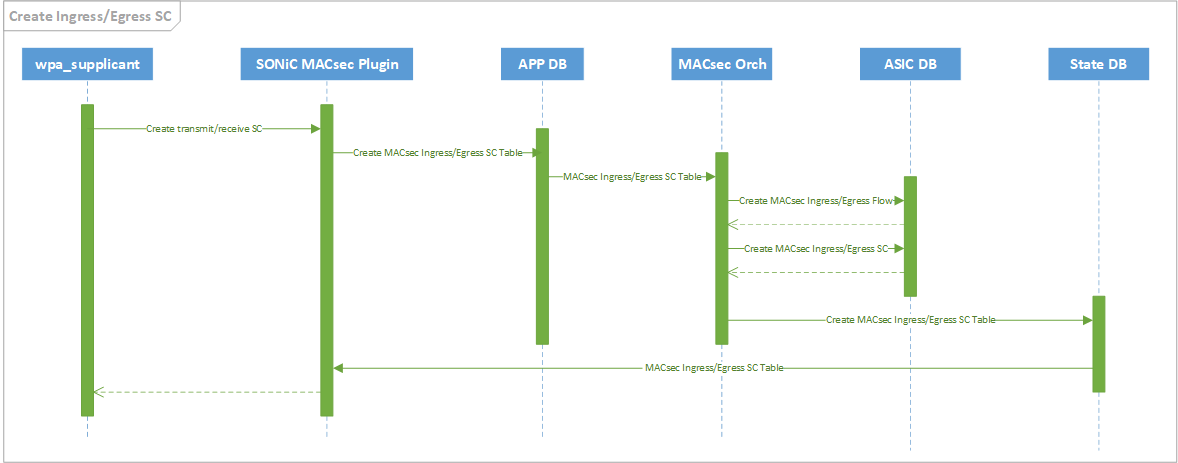 Create Ingress/Egress SC
wpa_supplicant
SONiC MACsec Plugin
APP DB
MACsec Orch
ASIC DB
State DB
Create transmit/receive SC
Create MACsec Ingress/Egress SC Table
MACsec Ingress/Egress SC Table
Create MACsec Ingress/Egress Flow
Create MACsec Ingress/Egress SC
Create MACsec Ingress/Egress SC Table
MACsec Ingress/Egress SC Table